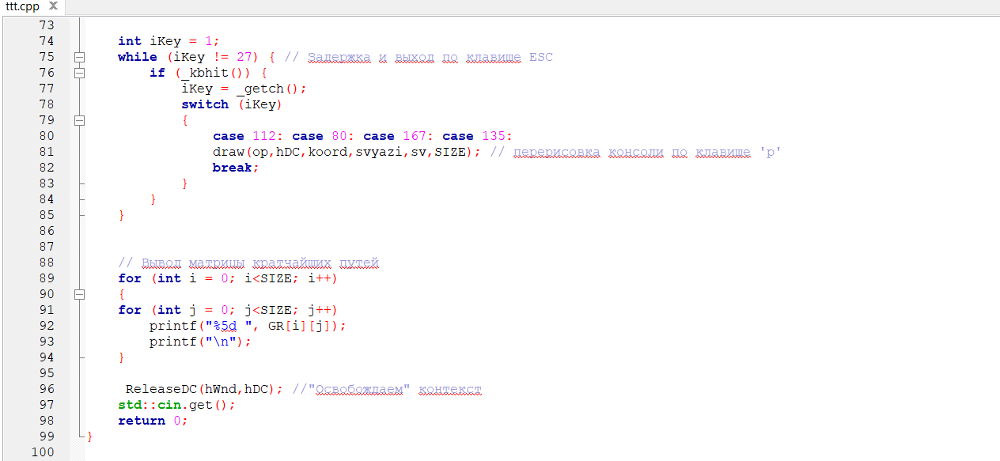 ttt.cpp X
73
74 int iKey = 1;
75 while (iKey != 27) { // Задержка и выход по клавише ESC
76 if (_kbhit()) {
77 iKey = _getch();
78 switch (iKey)
79 {
80 case 112: case 80: case 167: case 135:
81 draw(op,hDC,koord,svyazi,sv,SIZE); // перерисовка консоли по клавише 'p'
82 break;
83 }
84 }
85 }
86
87
88 // Вывод матрицы кратчайших путей
89 for (int i = 0; i<SIZE; i++)
90 {
91 for (int j = 0; j<SIZE; j++)
92 printf("%5d ", GR[i][j]);
93 printf("\n");
94 }
95
96 ReleaseDC(hWnd,hDC); //"Освобождаем" контекст
97 std::cin.get();
98 return 0;
99 }
100